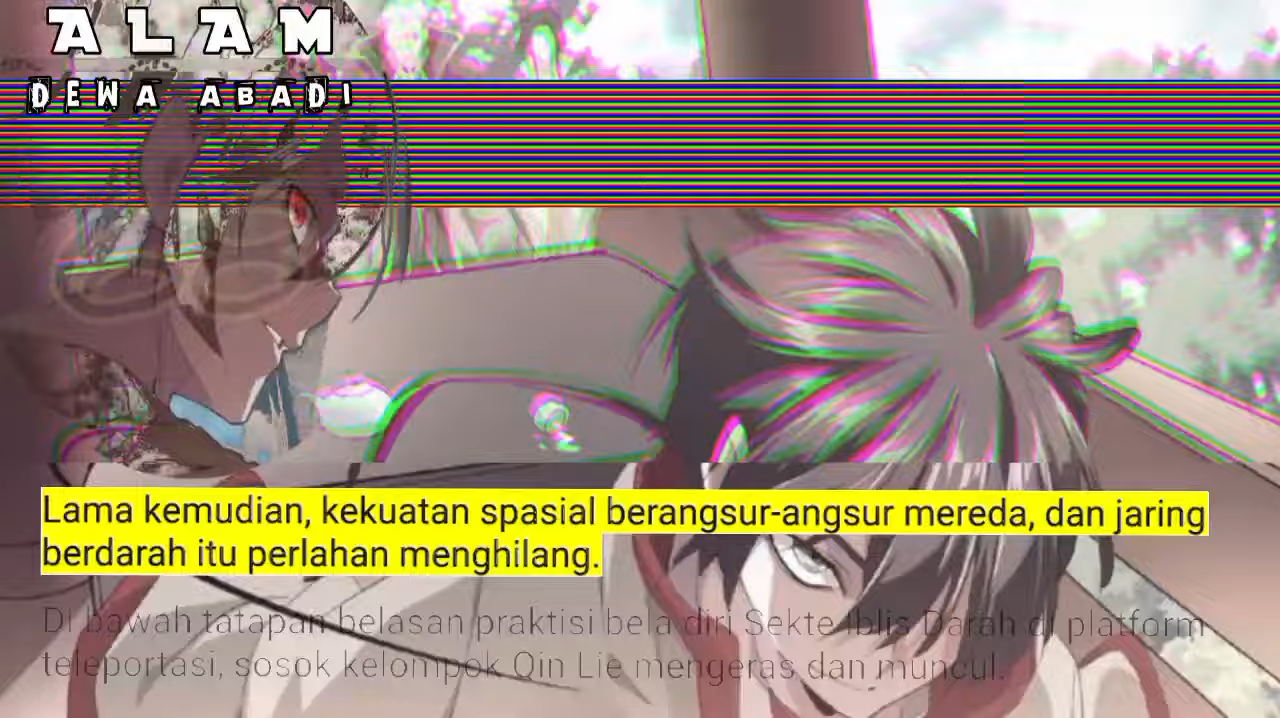 ALAM
DEWA ABADI
Lama kemudian, kekuatan spasial berangsur-angsur mereda, dan jaring
berdarah itu perlahan menghilang.
Di bawah tatapan belasan praktisi bela diri Sekte Iblis Darah di platform
teleportasi, sosok kelompok Qin Lie mengeras dan muncul.